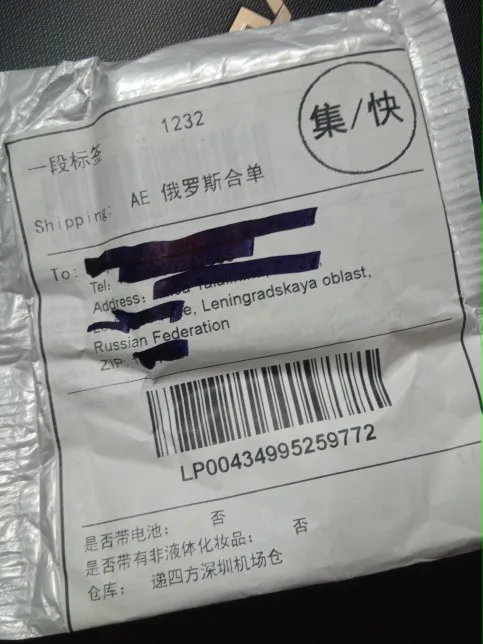 1232
集/快
一段标签
Shipping: AE 俄罗斯合单
To:
Tel:
Address:
Leningradskaya oblast,
Russian Federation
ZIP:
LP00434995259772
是否带电池： 否
是否带有非液体化妆品： 否
仓库： 递四方深圳机场仓